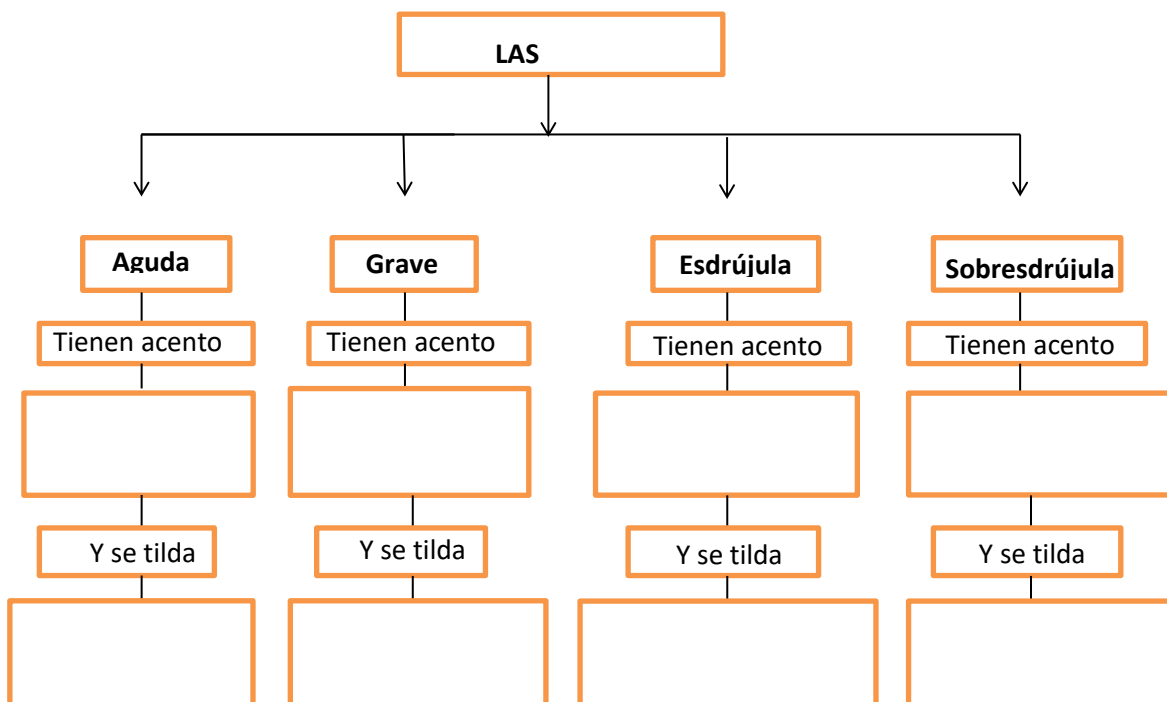 LAS
Aguda
Grave
Esdrújula
Sobresdrújula
Tienen acento
Tienen acento
Tienen acento
Tienen acento
Y se tilda
Y se tilda
Y se tilda
Y se tilda